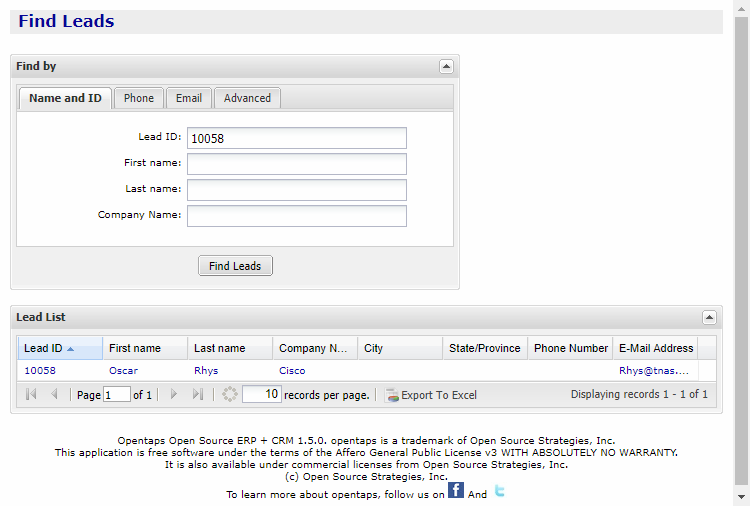 Find Leads
Find by
Name and ID Phone Email Advanced
Lead ID: 10058
First name:
Last name:
Company Name:
Find Leads
Lead List
Lead ID First name Last name Company N... City State/Province Phone Number E-Mail Address
10058 Oscar Rhys Cisco Rhys@tnas....
Page 1 of 1 10 records per page. Export To Excel Displaying records 1 - 1 of 1
Opentaps Open Source ERP + CRM 1.5.0. opentaps is a trademark of Open Source Strategies, Inc.
This application is free software under the terms of the Affero General Public License v3 WITH ABSOLUTELY NO WARRANTY.
It is also available under commercial licenses from Open Source Strategies, Inc.
(c) Open Source Strategies, Inc.
To learn more about opentaps, follow us on f And t